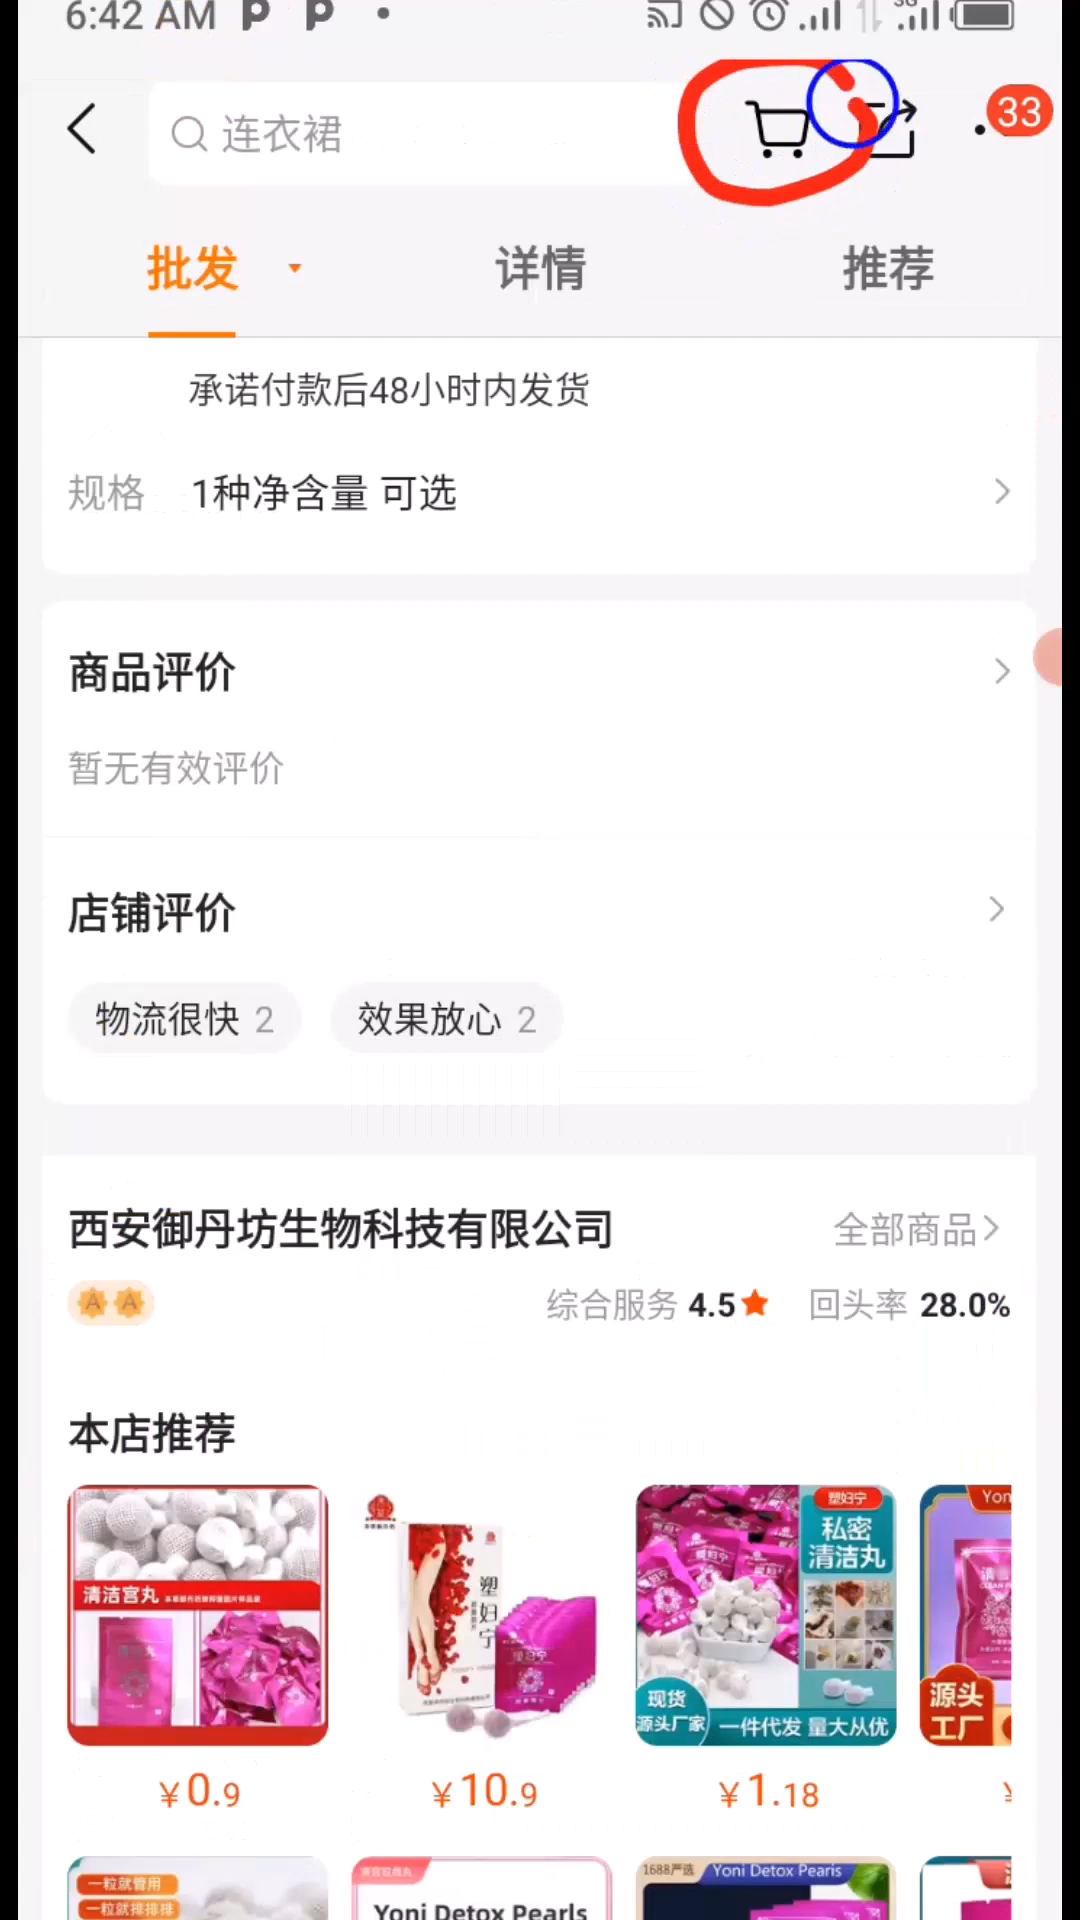 6:42 AM
3G
连衣裙
33
批发
详情
推荐
承诺付款后48小时内发货
规格
1种净含量 可选
商品评价
暂无有效评价
店铺评价
物流很快 2
效果放心 2
西安御丹坊生物科技有限公司
全部商品
综合服务 4.5
回头率 28.0%
本店推荐
清洁宫丸
塑妇宁
塑妇宁
私密
清洁丸
现货
源头厂家
一件代发 量大从优
Yon
源头
工厂
¥0.9
¥10.9
¥1.18
¥
一粒就管用
一粒就排排排
Yoni Detox Pearls
1688严选
Yoni Detox Pearls